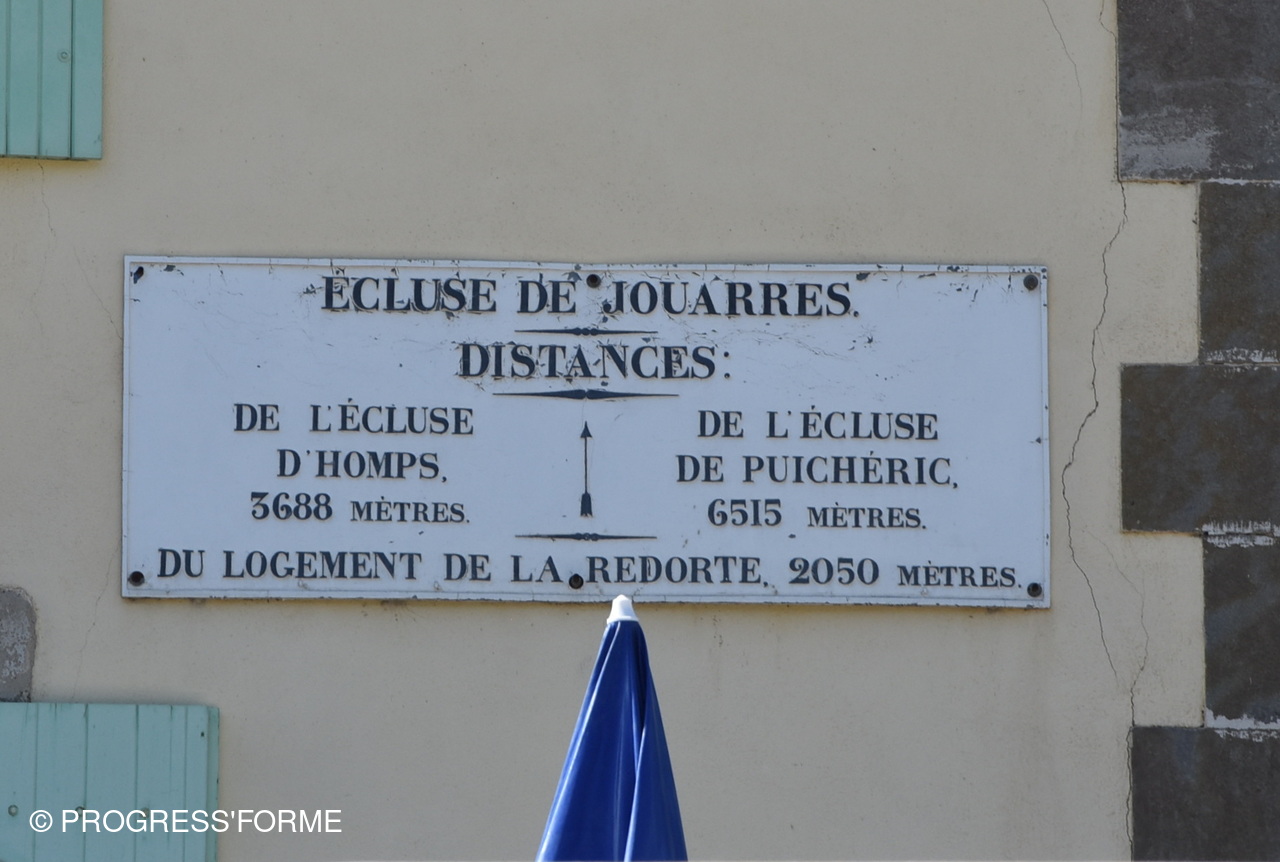 ÉCLUSE DE JOUARRES.
DISTANCES:
DE L'ÉCLUSE
D'HOMPS,
3688 MÈTRES.
DE L'ÉCLUSE
DE PUICHÉRIC,
6515 MÈTRES.
DU LOGEMENT DE LA REDORTE, 2050 MÈTRES.
© PROGRESS'FORME